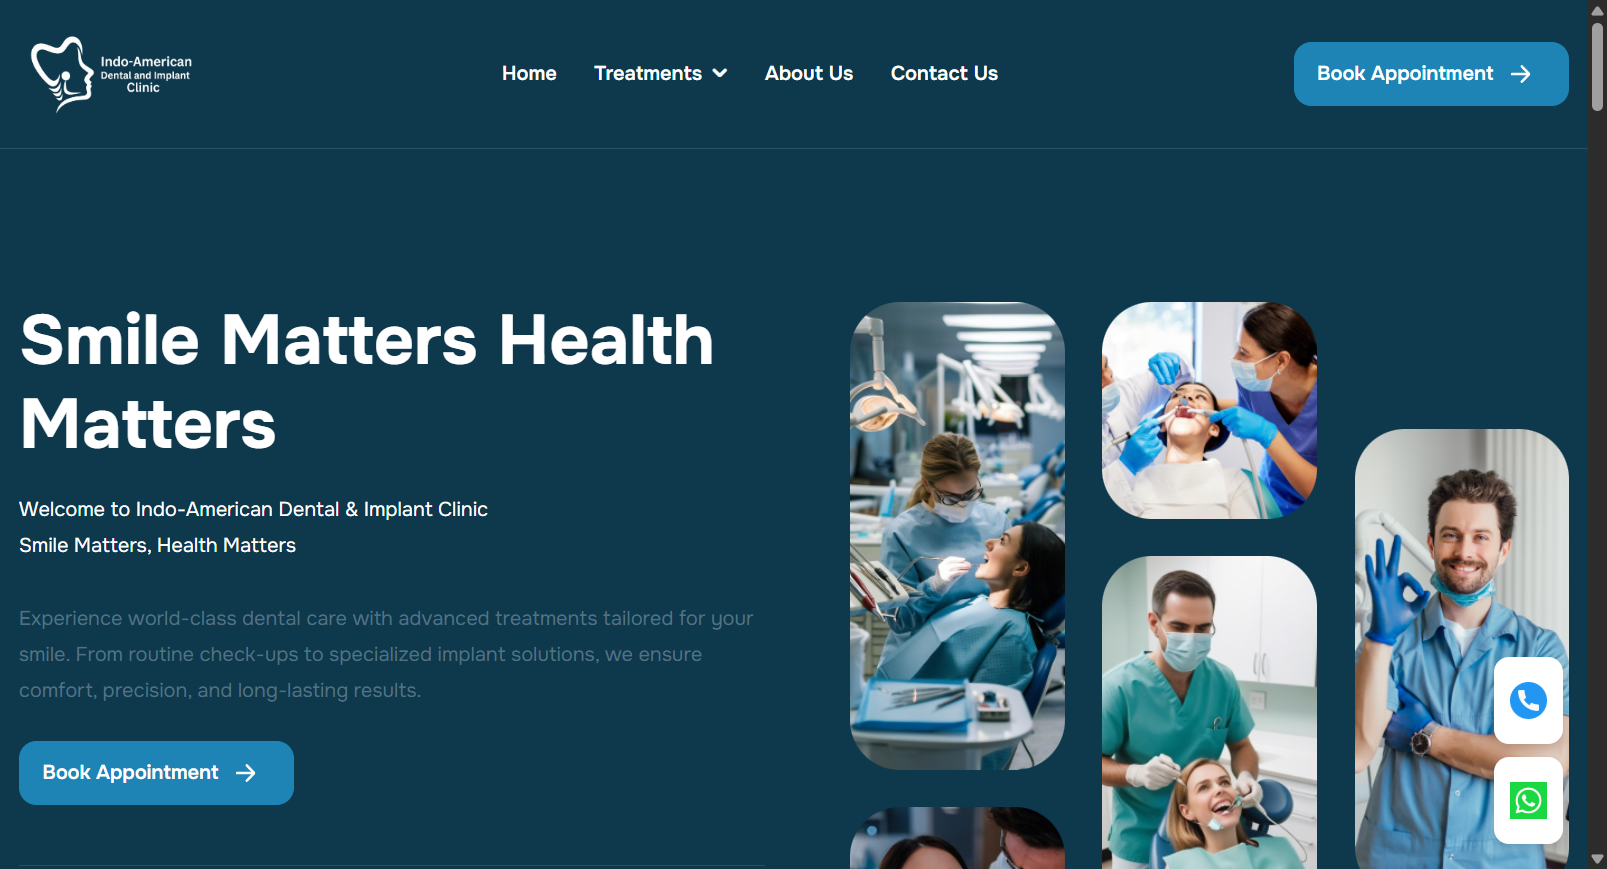 Indo-American
Dental and Implant
Clinic
Home
Treatments
About Us
Contact Us
Book Appointment
Smile Matters Health
Matters
Welcome to Indo-American Dental & Implant Clinic
Smile Matters, Health Matters
Experience world-class dental care with advanced treatments tailored for your
smile. From routine check-ups to specialized implant solutions, we ensure
comfort, precision, and long-lasting results.
Book Appointment